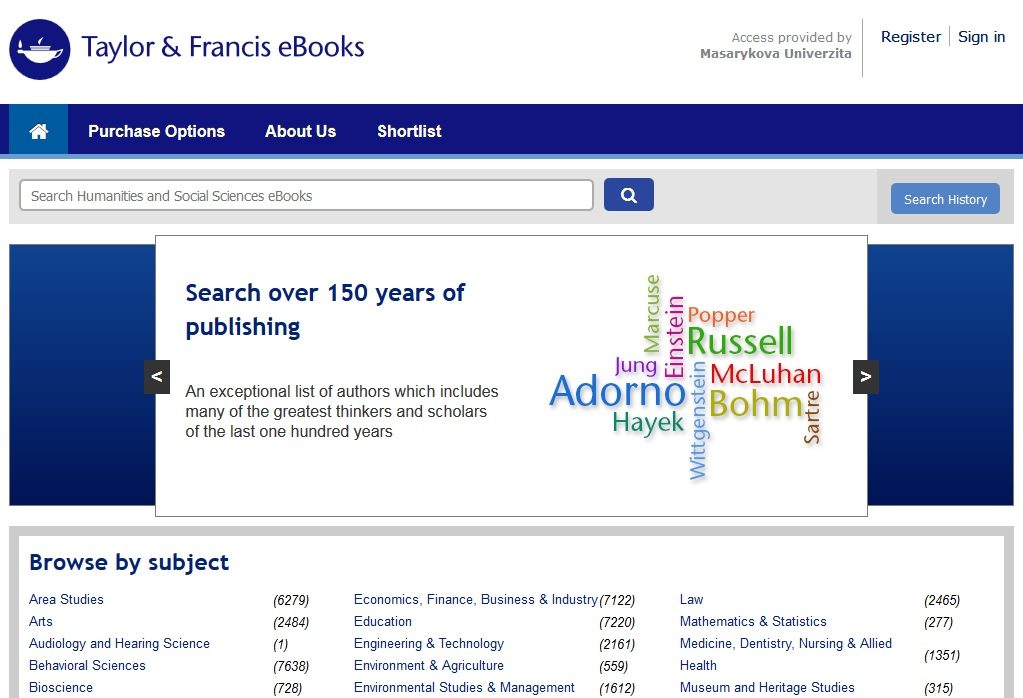 Taylor & Francis eBooks
Access provided by
Masarykova Univerzita
Register
Sign in
Purchase Options
About Us
Shortlist
Search Humanities and Social Sciences eBooks
Search History
Search over 150 years of
publishing
An exceptional list of authors which includes
many of the greatest thinkers and scholars
of the last one hundred years
<
>
Marcuse
Einstein
Popper
Russell
Jung
McLuhan
Adorno
Bohm
Hayek
Wittgenstein
Sartre
Browse by subject
Area Studies (6279)
Arts (2484)
Audiology and Hearing Science (1)
Behavioral Sciences (7638)
Bioscience (728)
Economics, Finance, Business & Industry (7122)
Education (7220)
Engineering & Technology (2161)
Environment & Agriculture (559)
Environmental Studies & Management (1612)
Law (2465)
Mathematics & Statistics (277)
Medicine, Dentistry, Nursing & Allied
Health (1351)
Museum and Heritage Studies (315)